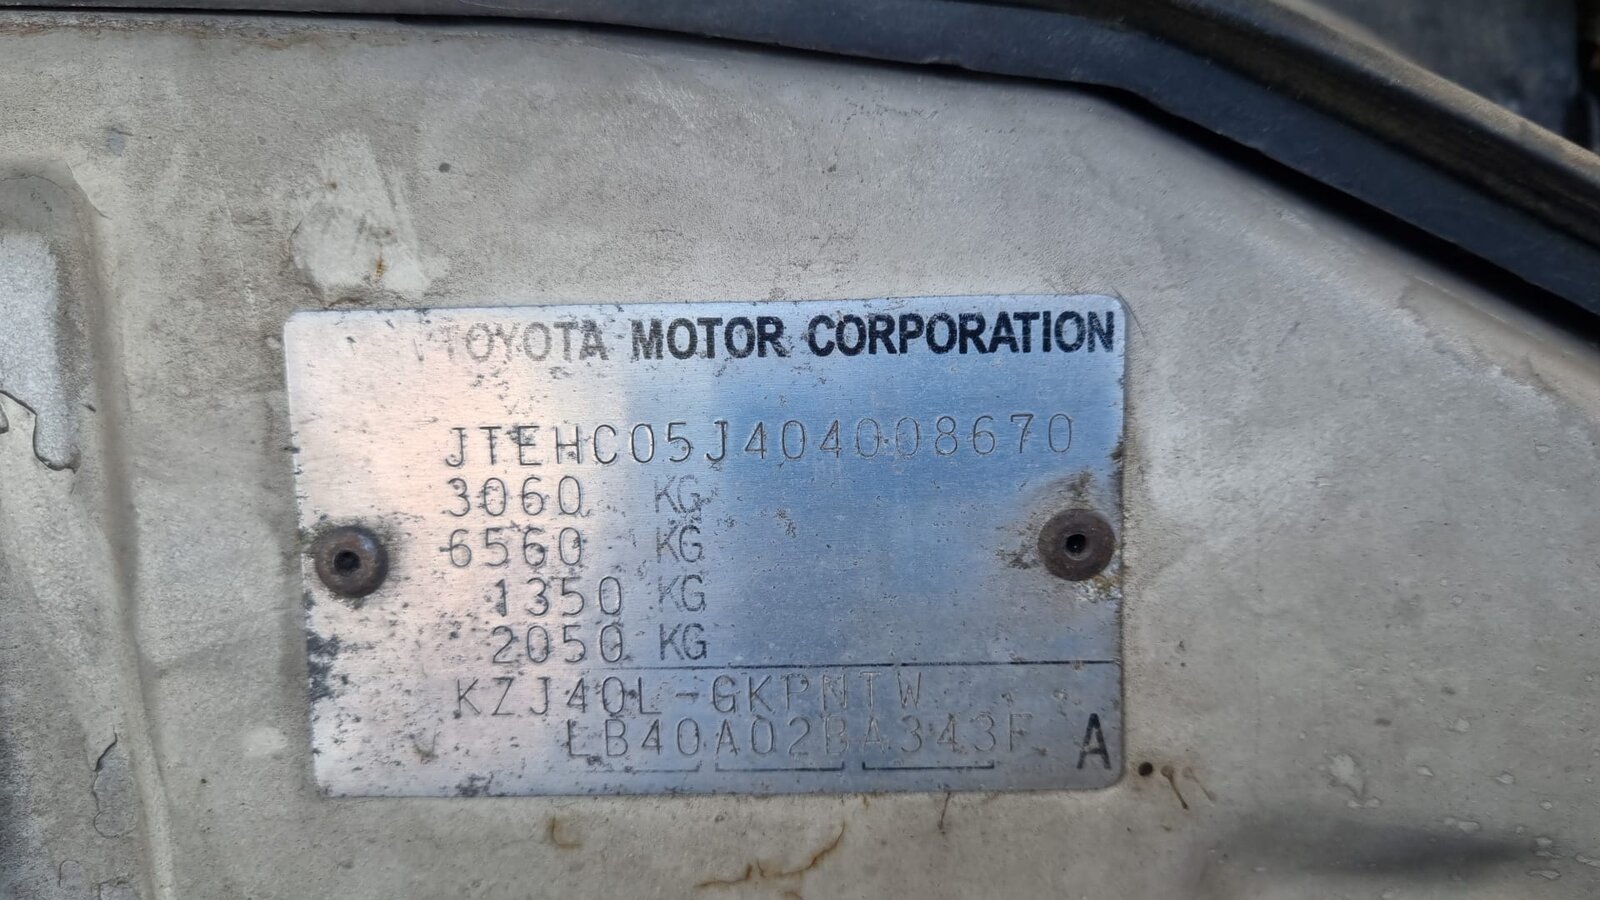 TOYOTA MOTOR CORPORATION
JTEHC05J404008670
3060 KG
6560 KG
1350 KG
2050 KG
KZJ40L-GKPNTW
LB40A02BA343F A